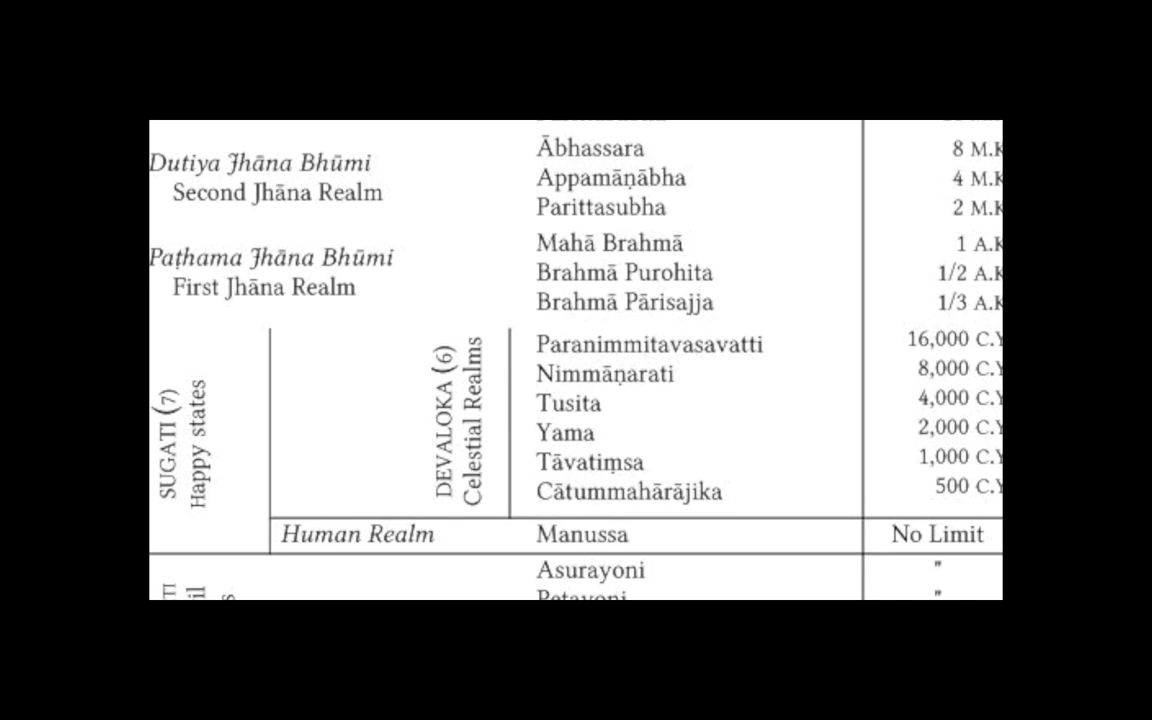 Dutiya Jhāna Bhūmi
Second Jhāna Realm
Ābhassara 8 M.K
Appamāṇābha 4 M.K
Parittasubha 2 M.K
Paṭhama Jhāna Bhūmi
First Jhāna Realm
Mahā Brahmā 1 A.K
Brahmā Purohita 1/2 A.K
Brahmā Pārisajja 1/3 A.K
SUGATI (7)
Happy states
DEVALOKA (6)
Celestial Realms
Paranimmitavasavatti 16,000 C.Y
Nimmāṇarati 8,000 C.Y
Tusita 4,000 C.Y
Yama 2,000 C.Y
Tāvatiṃsa 1,000 C.Y
Cātummahārājika 500 C.Y
Human Realm Manussa No Limit
Asurayoni "
Petayoni "